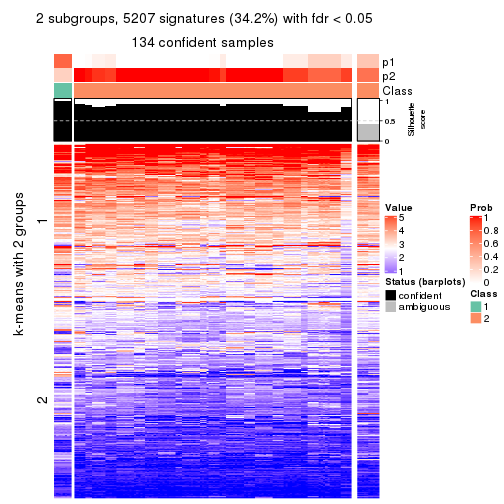 2 subgroups, 5207 signatures (34.2%) with fdr < 0.05
134 confident samples
p1
p2
Class
1
0.5
0
Silhouette
score
k-means with 2 groups
1
2
Value
5
4
3
2
1
Status (barplots)
confident
ambiguous
Prob
1
0.8
0.6
0.4
0.2
0
Class
1
2